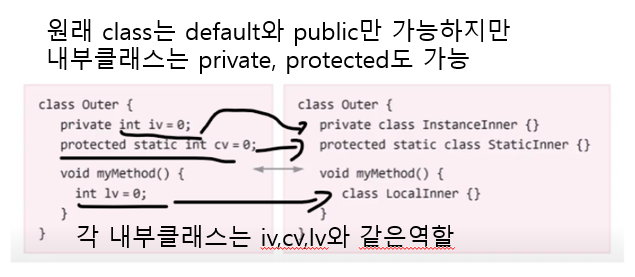 원래 class는 default와 public만 가능하지만
내부클래스는 private, protected도 가능
class Outer {
private int iv = 0;
protected static int cv = 0;
void myMethod() {
int lv = 0;
}
}
class Outer {
private class InstanceInner {}
protected static class StaticInner {}
void myMethod() {
class LocalInner {}
}
}
각 내부클래스는 iv,cv,lv와 같은역할